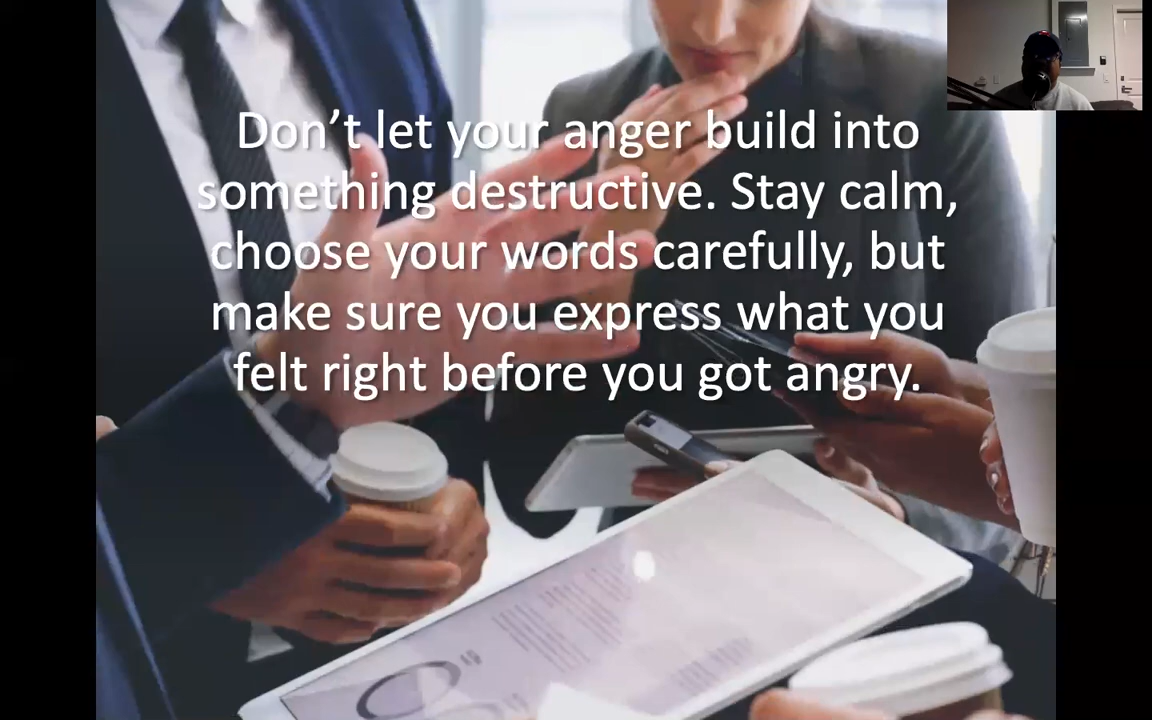 Don’t let your anger build into
something destructive. Stay calm,
choose your words carefully, but
make sure you express what you
felt right before you got angry.